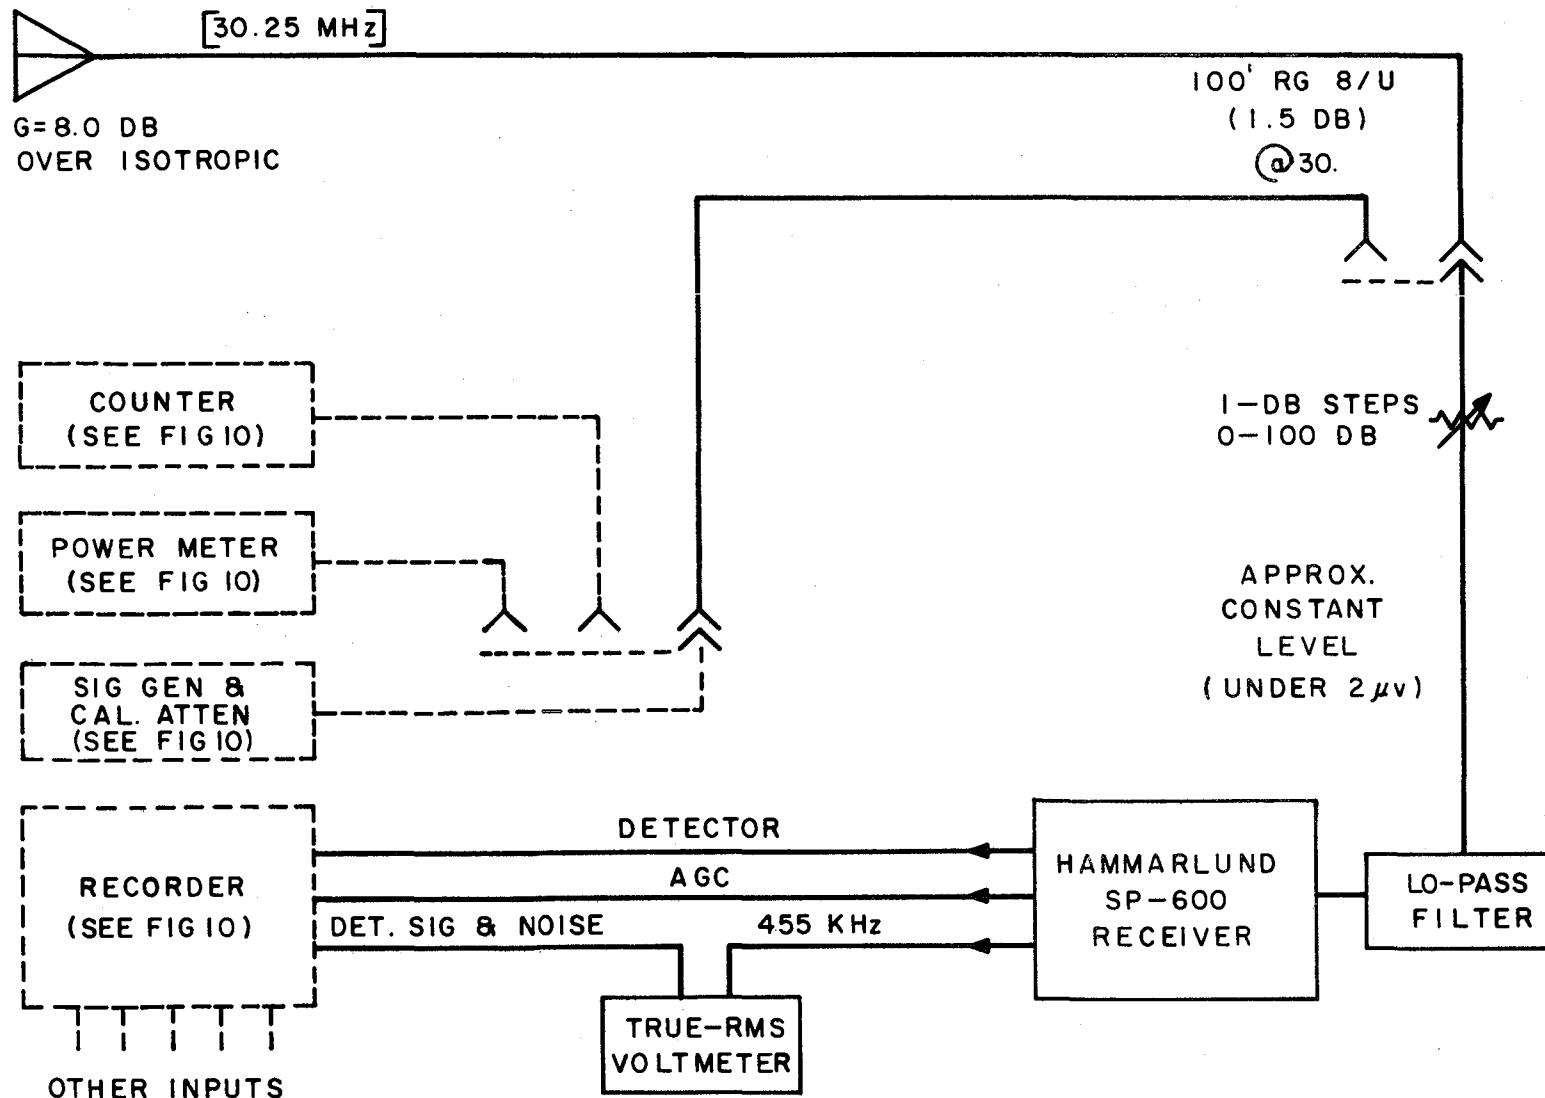 [30.25 MHz]
G=8.0 DB
OVER ISOTROPIC
100' RG 8/U
(1.5 DB)
@30.
COUNTER
(SEE FIG 10)
1-DB STEPS
0-100 DB
POWER METER
(SEE FIG 10)
APPROX.
CONSTANT
LEVEL
(UNDER 2μv)
SIG GEN &
CAL. ATTEN
(SEE FIG 10)
RECORDER
(SEE FIG 10)
DETECTOR
AGC
DET. SIG & NOISE
455 KHz
HAMMARLUND
SP-600
RECEIVER
LO-PASS
FILTER
TRUE-RMS
VOLTMETER
OTHER INPUTS